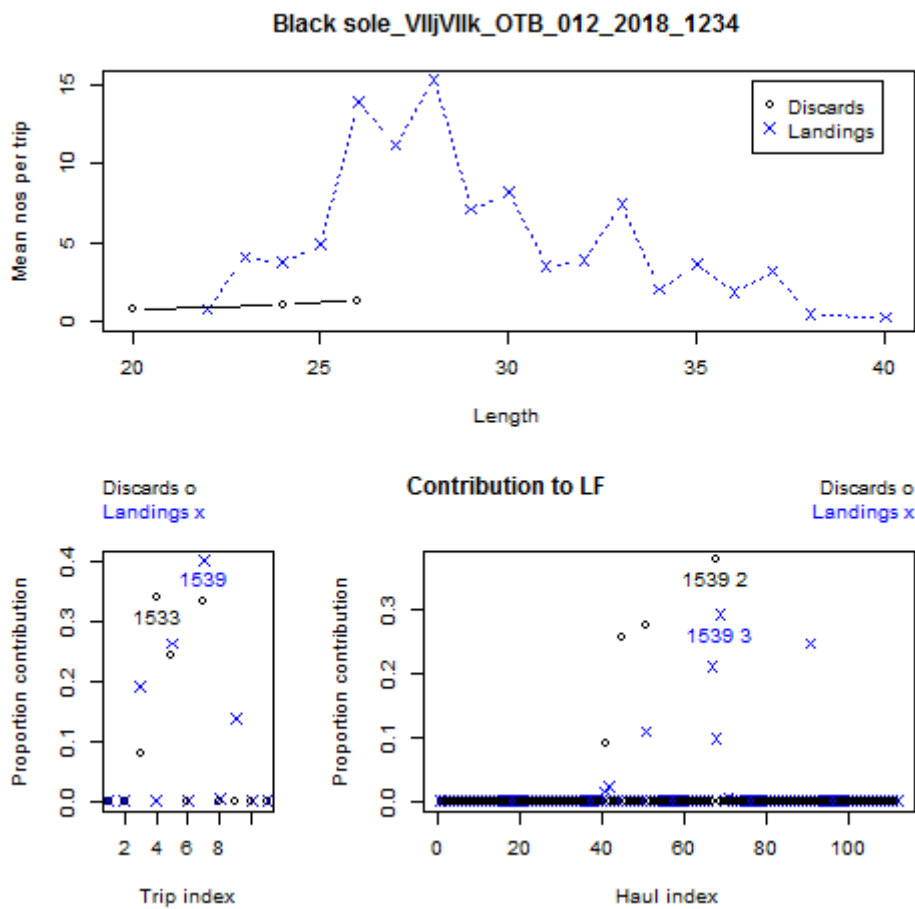 Black sole_VIIjVIIk_OTB_012_2018_1234
Mean nos per trip
15
10
5
0
Discards
Landings
20 25 30 35 40
Length
Discards o
Landings x
Contribution to LF
Discards o
Landings x
Proportion contribution
0.4
0.3
0.2
0.1
0.0
1539
1533
2 4 6 8
Trip index
Proportion contribution
0.3
0.2
0.1
0.0
1539 2
1539 3
0 20 40 60 80 100
Haul index